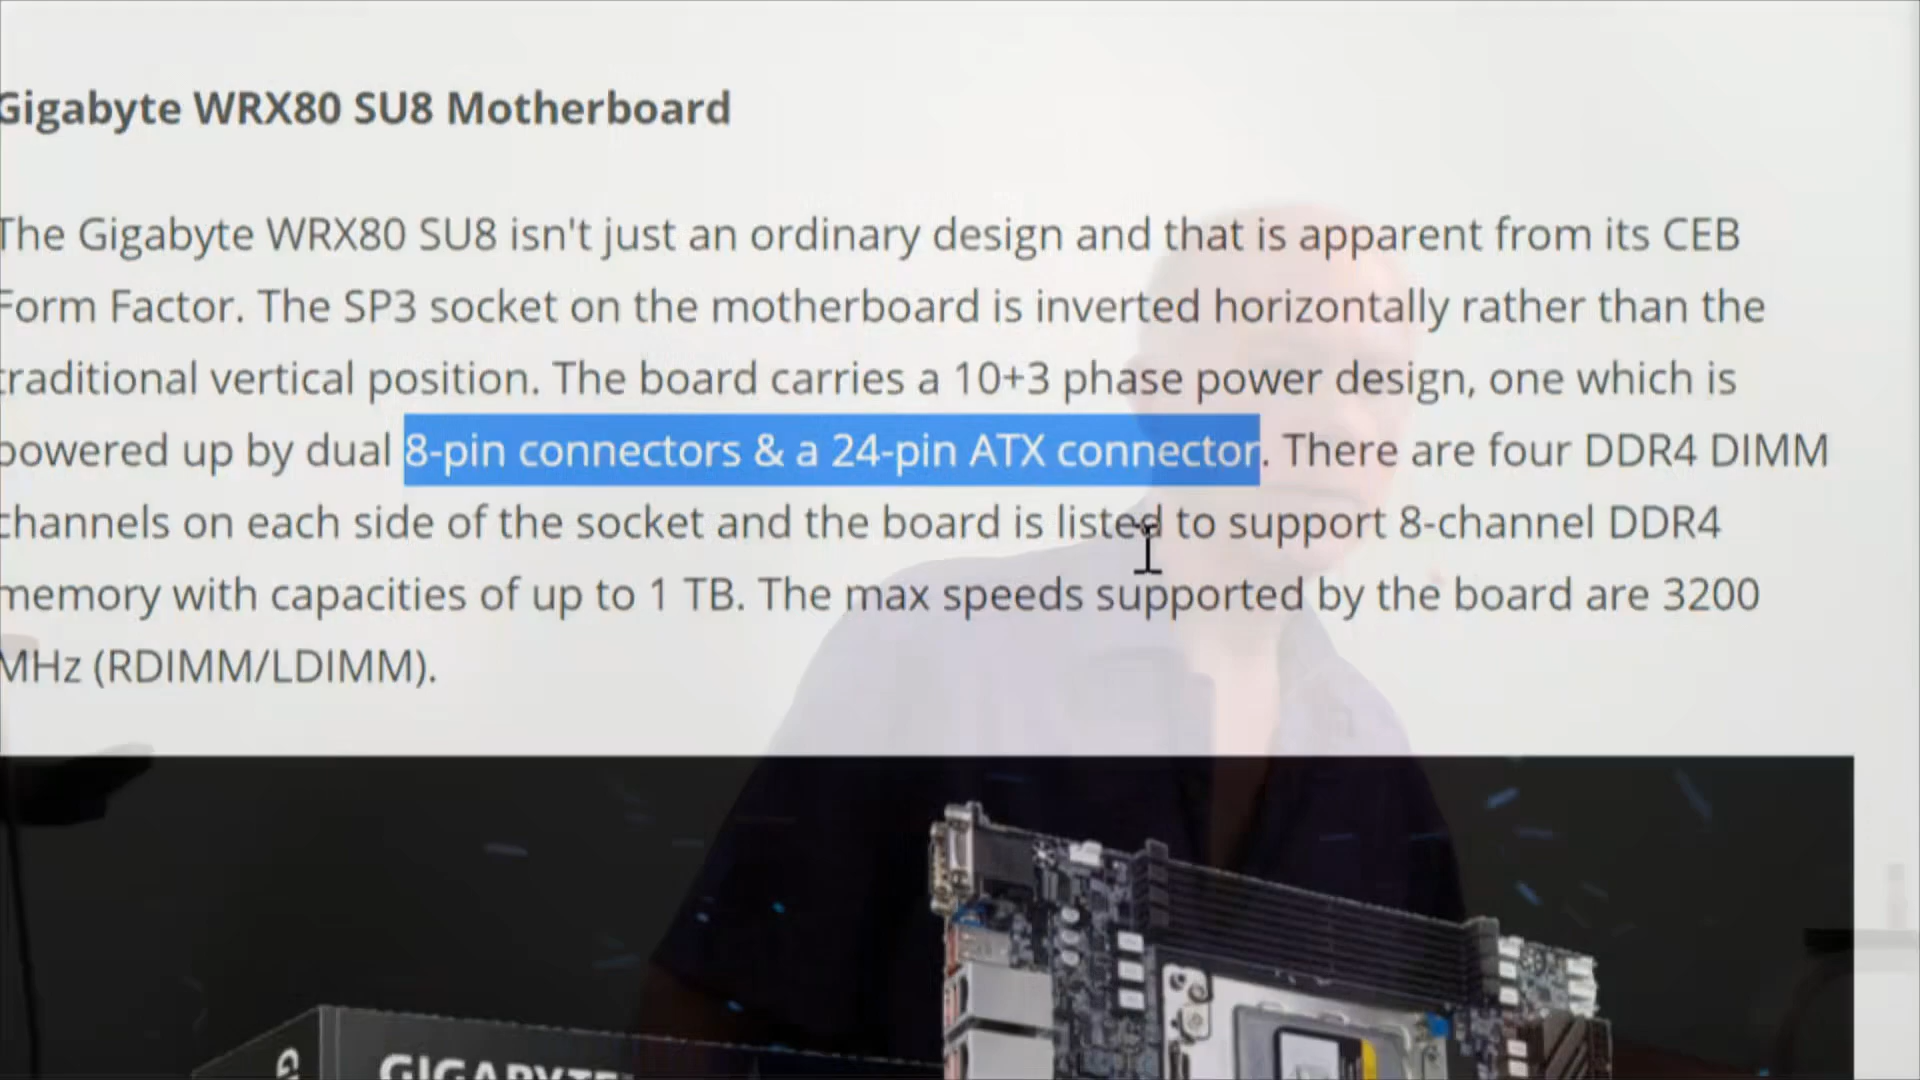 Gigabyte WRX80 SU8 Motherboard
The Gigabyte WRX80 SU8 isn't just an ordinary design and that is apparent from its CEB
Form Factor. The SP3 socket on the motherboard is inverted horizontally rather than the
traditional vertical position. The board carries a 10+3 phase power design, one which is
powered up by dual 8-pin connectors & a 24-pin ATX connector. There are four DDR4 DIMM
channels on each side of the socket and the board is listed to support 8-channel DDR4
memory with capacities of up to 1 TB. The max speeds supported by the board are 3200
MHz (RDIMM/LDIMM).
GIGABYTE